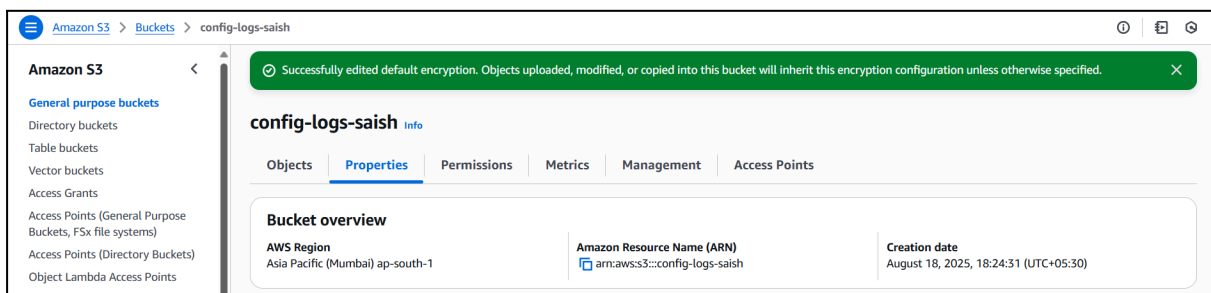 Amazon S3 > Buckets > config-logs-saish
Amazon S3
General purpose buckets
Directory buckets
Table buckets
Vector buckets
Access Grants
Access Points (General Purpose
Buckets, FSx file systems)
Access Points (Directory Buckets)
Object Lambda Access Points
Successfully edited default encryption. Objects uploaded, modified, or copied into this bucket will inherit this encryption configuration unless otherwise specified.
config-logs-saish Info
Objects Properties Permissions Metrics Management Access Points
Bucket overview
AWS Region
Asia Pacific (Mumbai) ap-south-1
Amazon Resource Name (ARN)
arn:aws:s3:::config-logs-saish
Creation date
August 18, 2025, 18:24:31 (UTC+05:30)